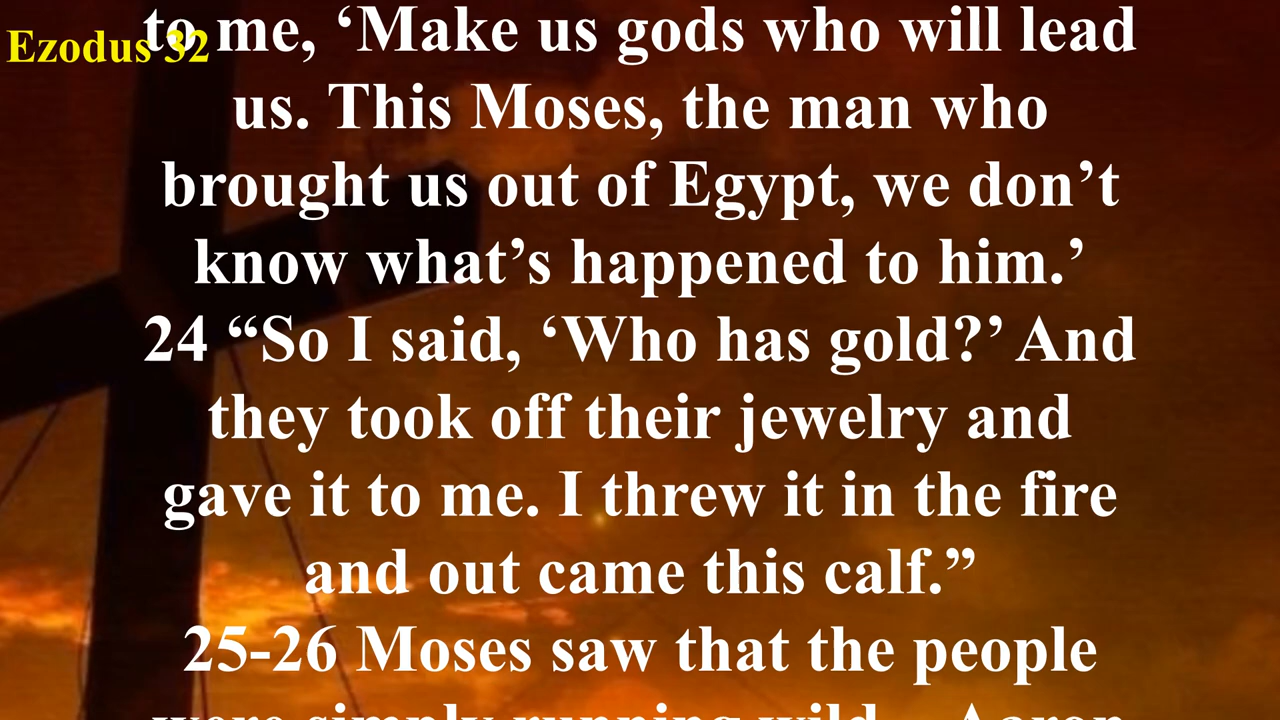 Ezodus 32
to me, ‘Make us gods who will lead
us. This Moses, the man who
brought us out of Egypt, we don’t
know what’s happened to him.’
24 “So I said, ‘Who has gold?’ And
they took off their jewelry and
gave it to me. I threw it in the fire
and out came this calf.”
25-26 Moses saw that the people
were simply running wild
Aaron